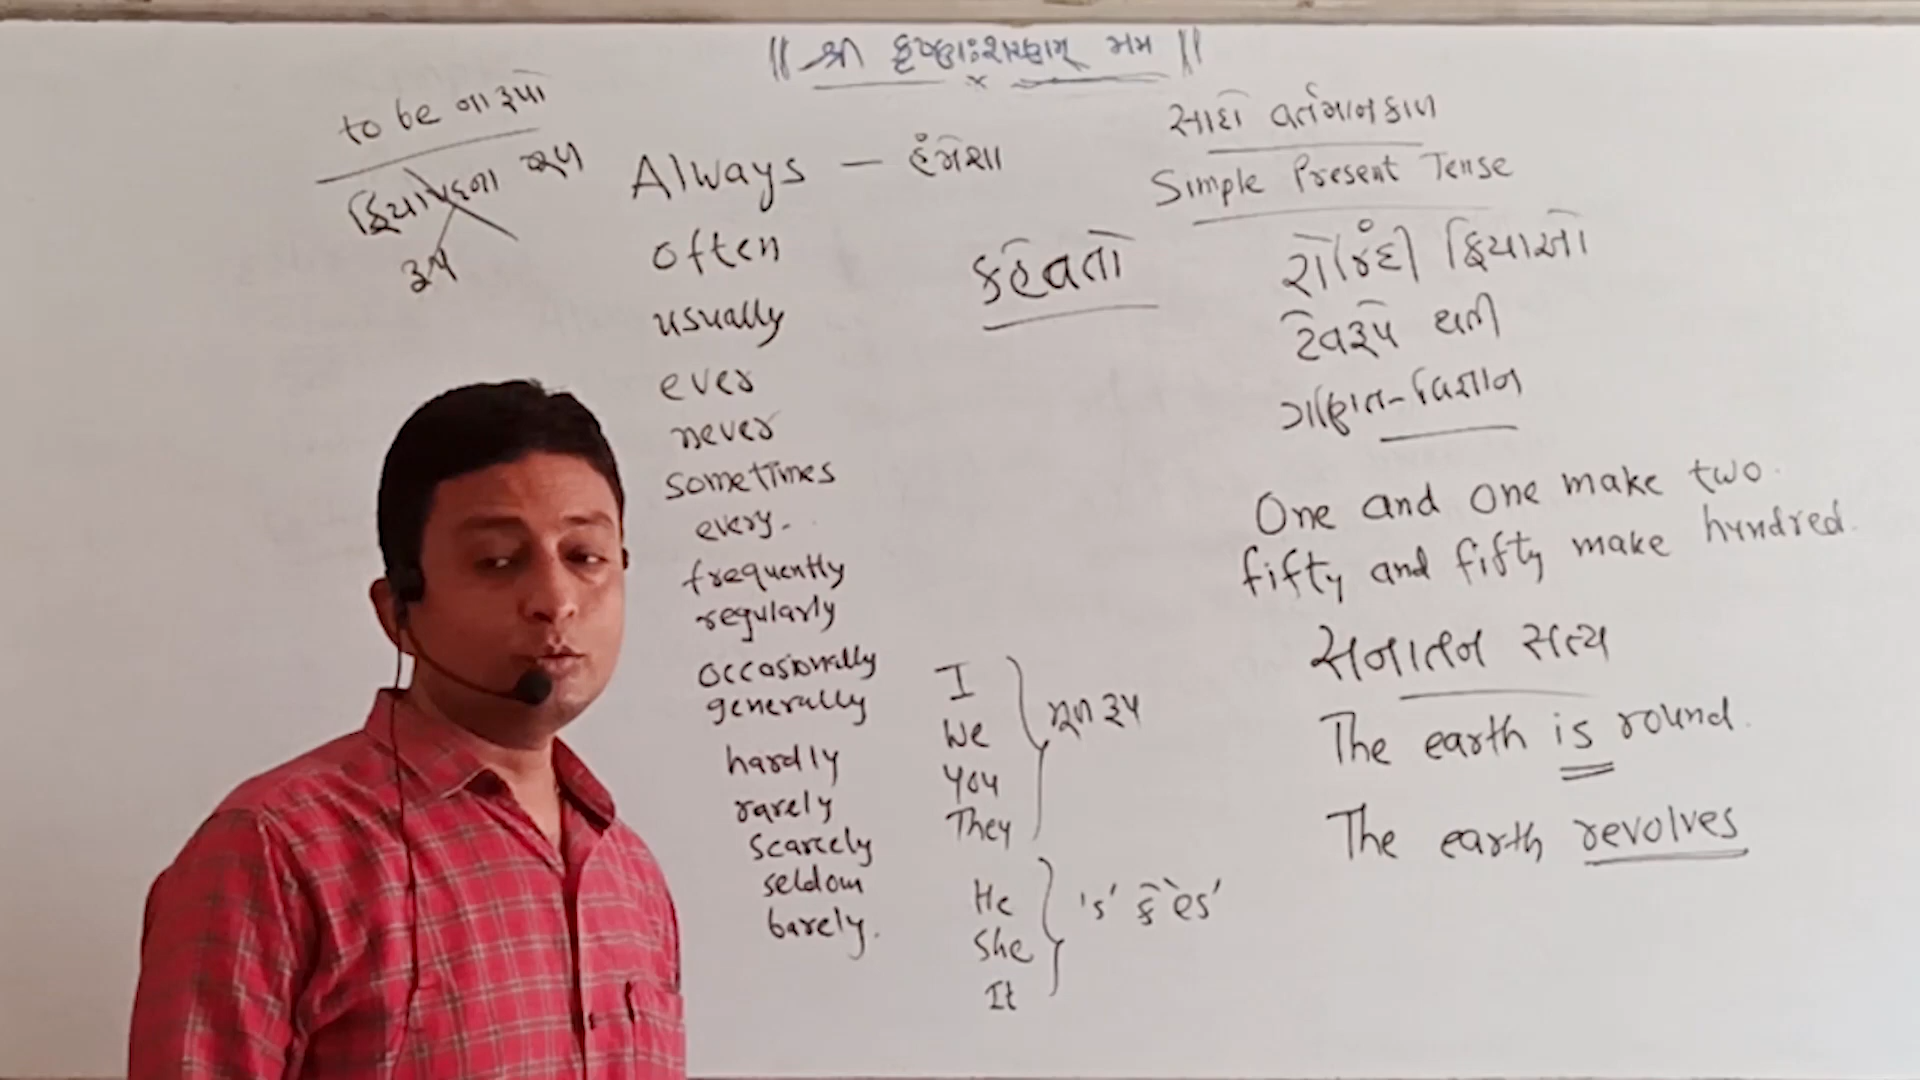 || શ્રી કૃષ્ણઃશરણમ્ મમ ||
to be ના રૂપો
ક્રિયાપદના મૂળ
રૂપ
Always – હંમેશા
often
usually
ever
never
sometimes
every.
frequently
regularly
occasionally
generally
hardly
rarely
scarcely
seldom
barely.
કહેવતો
I
We
You
They
મૂળ રૂપ
He
She
It
's' કે 'es'
સાદો વર્તમાનકાળ
Simple Present Tense
રોજિંદી ક્રિયાઓ
ટેવરૂપે થતી
ગણિત-વિજ્ઞાન
One and one make two.
fifty and fifty make hundred.
સનાતન સત્ય
The earth is round.
The earth revolves